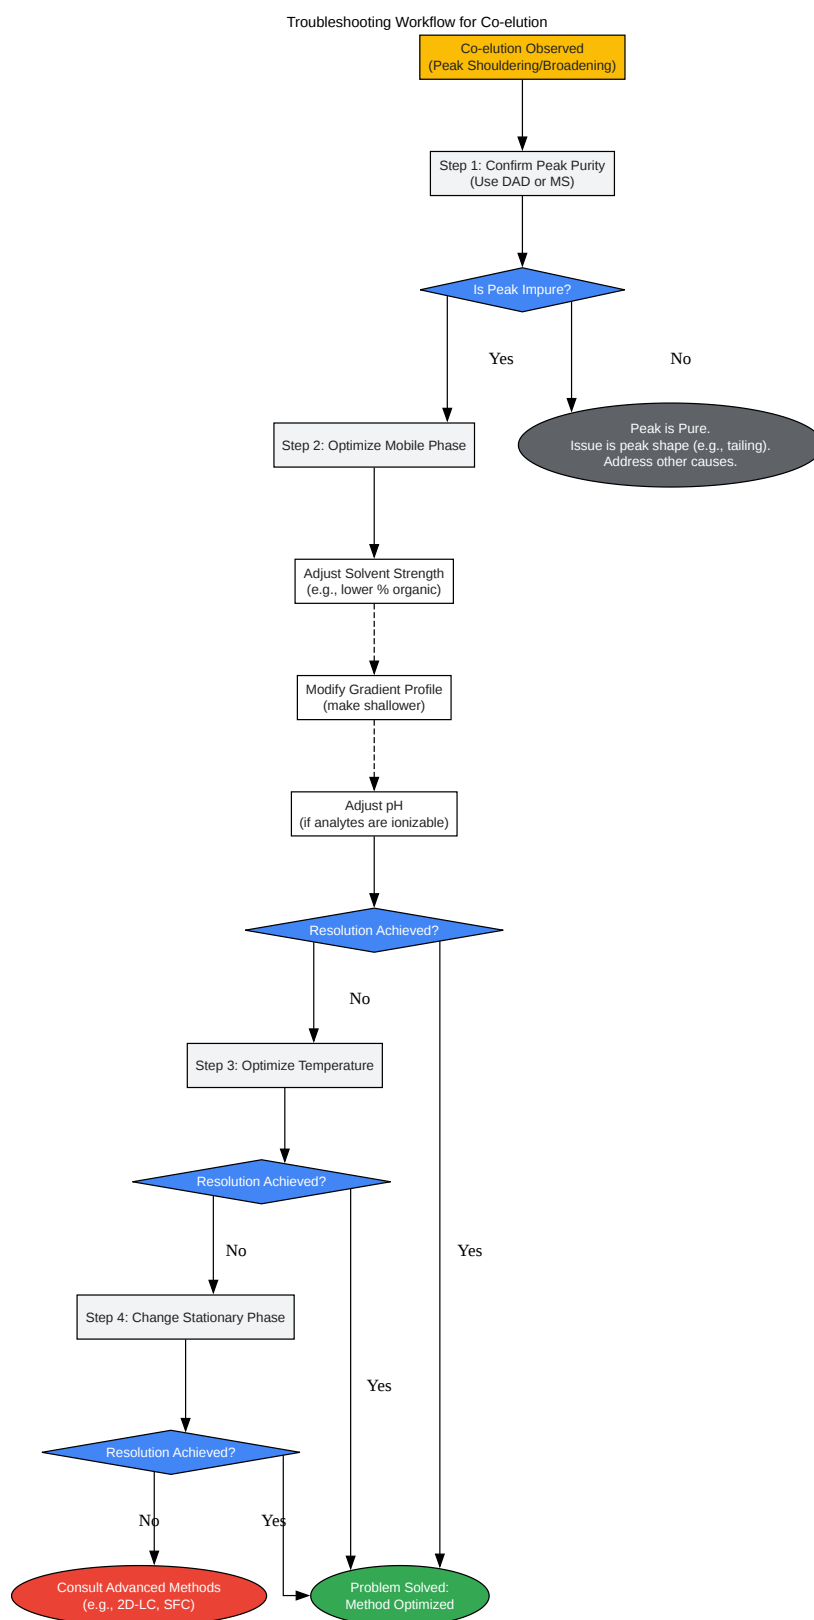 Troubleshooting Workflow for Co-elution
Co-elution Observed
(Peak Shouldering/Broadening)
Step 1: Confirm Peak Purity
(Use DAD or MS)
Is Peak Impure?
Yes
No
Step 2: Optimize Mobile Phase
Peak is Pure.
Issue is peak shape (e.g., tailing).
Address other causes.
Adjust Solvent Strength
(e.g., lower % organic)
Modify Gradient Profile
(make shallower)
Adjust pH
(if analytes are ionizable)
Resolution Achieved?
No
Step 3: Optimize Temperature
Resolution Achieved?
No
Yes
Step 4: Change Stationary Phase
Yes
Resolution Achieved?
No
Yes
Consult Advanced Methods
(e.g., 2D-LC, SFC)
Problem Solved:
Method Optimized